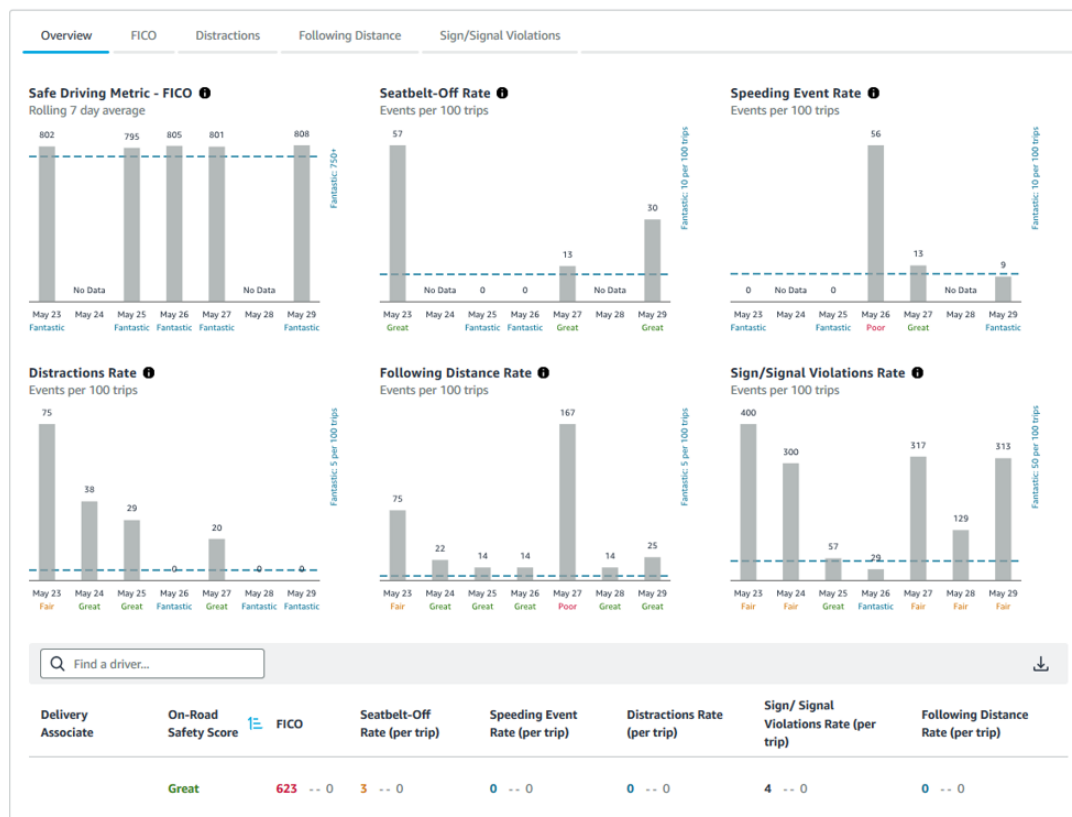 Overview FICO Distractions Following Distance Sign/Signal Violations
Safe Driving Metric - FICO
Rolling 7 day average
802
795
805
801
808
Fantastic: 750+
No Data
No Data
May 23 May 24 May 25 May 26 May 27 May 28 May 29
Fantastic Fantastic Fantastic Fantastic Fantastic
Seatbelt-Off Rate
Events per 100 trips
57
30
13
Fantastic: 10 per 100 trips
No Data 0 0 No Data
May 23 May 24 May 25 May 26 May 27 May 28 May 29
Great Fantastic Fantastic Great Great
Speeding Event Rate
Events per 100 trips
56
13
9
Fantastic: 10 per 100 trips
0 No Data 0 No Data
May 23 May 24 May 25 May 26 May 27 May 28 May 29
Fantastic Fantastic Poor Great Fantastic
Distractions Rate
Events per 100 trips
75
38
29
20
0 0 0
Fantastic: 5 per 100 trips
May 23 May 24 May 25 May 26 May 27 May 28 May 29
Fair Great Great Fantastic Great Fantastic Fantastic
Following Distance Rate
Events per 100 trips
167
75
22 14 14 14 25
Fantastic: 5 per 100 trips
May 23 May 24 May 25 May 26 May 27 May 28 May 29
Fair Great Great Great Poor Great Great
Sign/Signal Violations Rate
Events per 100 trips
400
300
317
313
129
57
29
Fantastic: 50 per 100 trips
May 23 May 24 May 25 May 26 May 27 May 28 May 29
Fair Fair Great Fantastic Fair Fair Fair
Find a driver...
Delivery
Associate
On-Road
Safety Score
FICO
Seatbelt-Off
Rate (per trip)
Speeding Event
Rate (per trip)
Distractions Rate
(per trip)
Sign/ Signal
Violations Rate (per
trip)
Following Distance
Rate (per trip)
Great 623 -- 0 3 -- 0 0 -- 0 0 -- 0 4 -- 0 0 -- 0